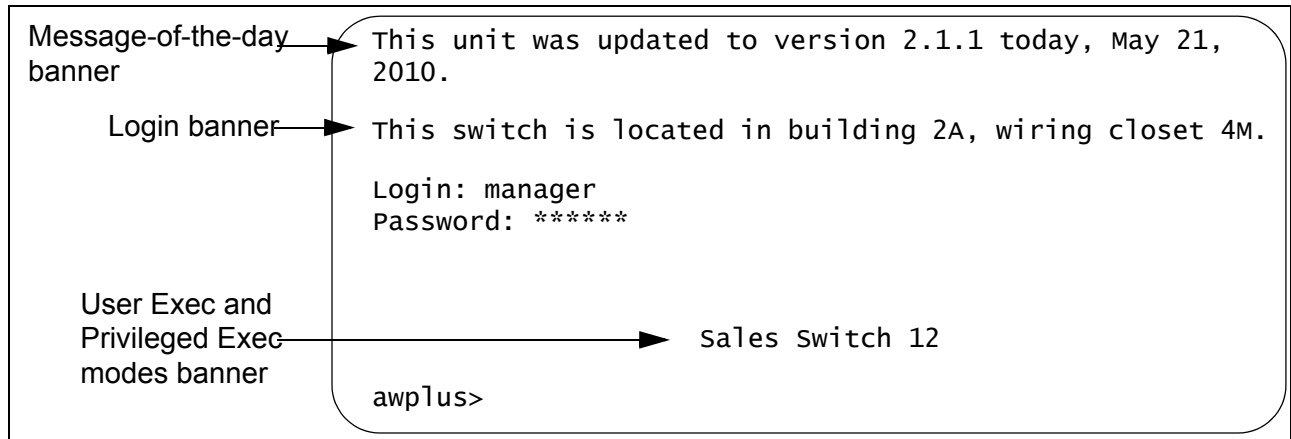 Message-of-the-day
banner
This unit was updated to version 2.1.1 today, May 21,
2010.
Login banner
This switch is located in building 2A, wiring closet 4M.
Login: manager
Password: ******
User Exec and
Privileged Exec
modes banner
Sales Switch 12
awplus>